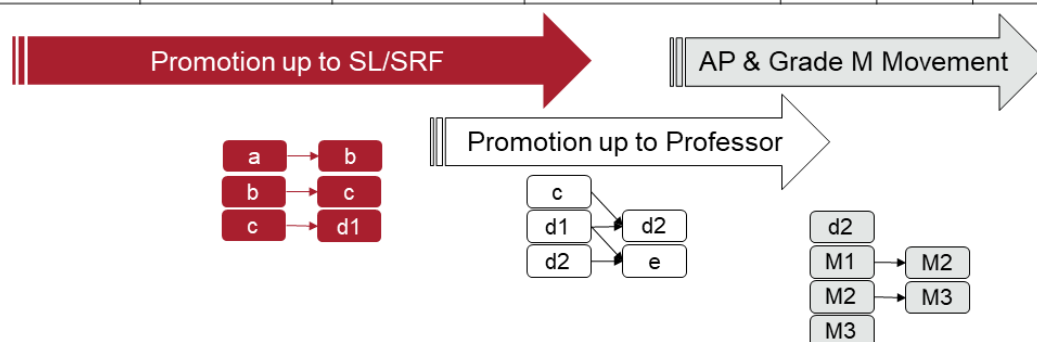 Promotion up to SL/SRF
AP & Grade M Movement
Promotion up to Professor
a b
b c
c d1
c
d1 d2
d2 e
d2
M1 M2
M2 M3
M3